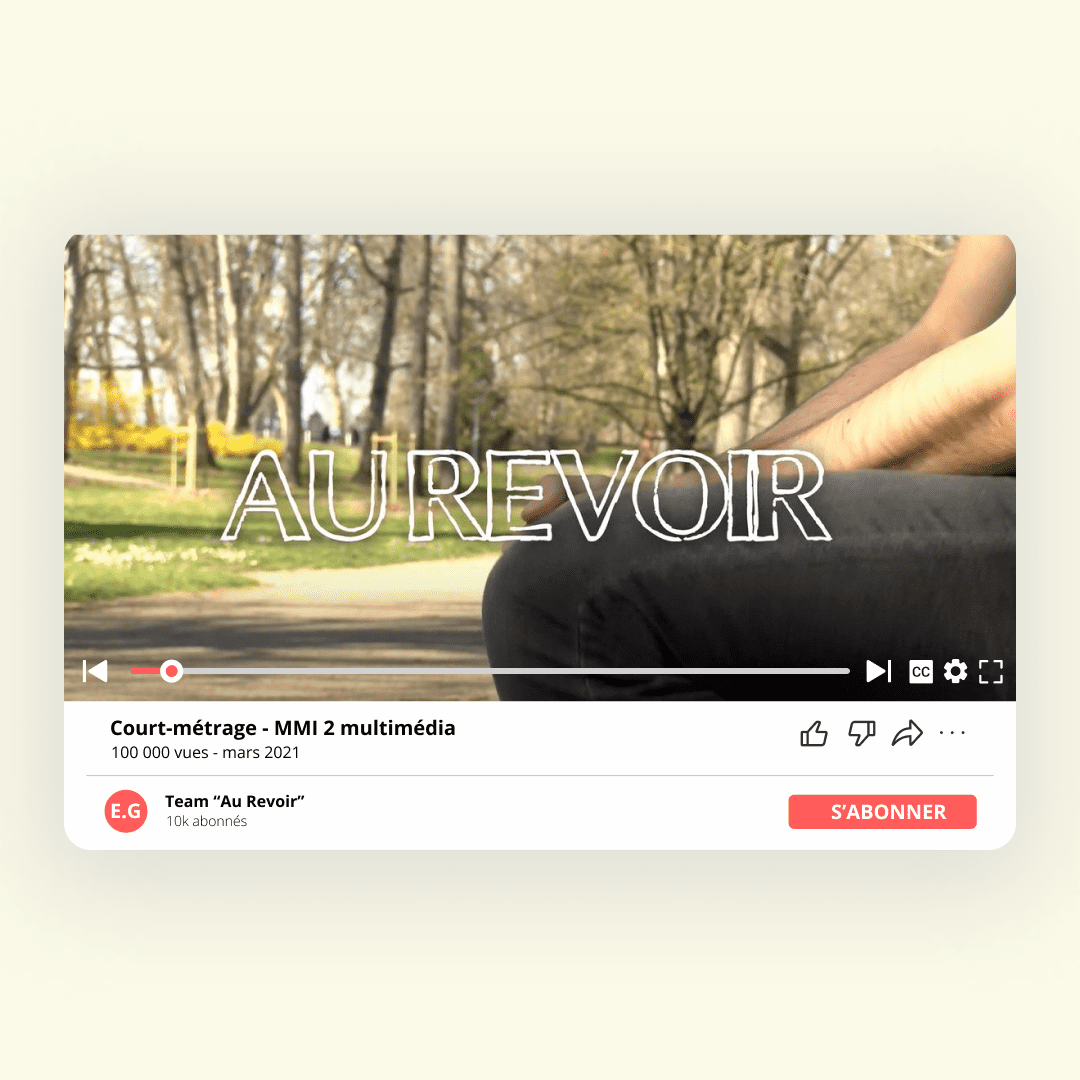 AU REVOIR
CC
Court-métrage - MMI 2 multimédia
100 000 vues - mars 2021
E.G
Team “Au Revoir”
10k abonnés
S’ABONNER